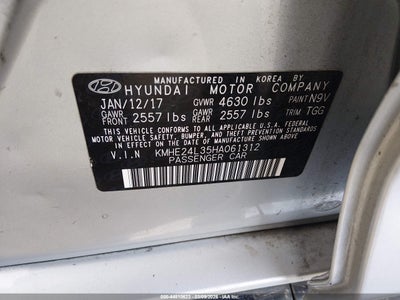 MANUFACTURED IN KOREA BY
HYUNDAI MOTOR COMPANY
JAN/12/17 GVWR 4630 lbs PAINT N9V
GAWR FRONT 2557 lbs GAWR REAR 2557 lbs TRIM TGG
THIS VEHICLE CONFORMS TO ALL APPLICABLE FEDERAL
MOTOR VEHICLE SAFETY, BUMPER, AND THEFT PREVENTION
STANDARDS IN EFFECT ON THE DATE OF MANUFACTURE
SHOWN ABOVE.
V.I.N KMHE24L35HA061312
PASSENGER CAR